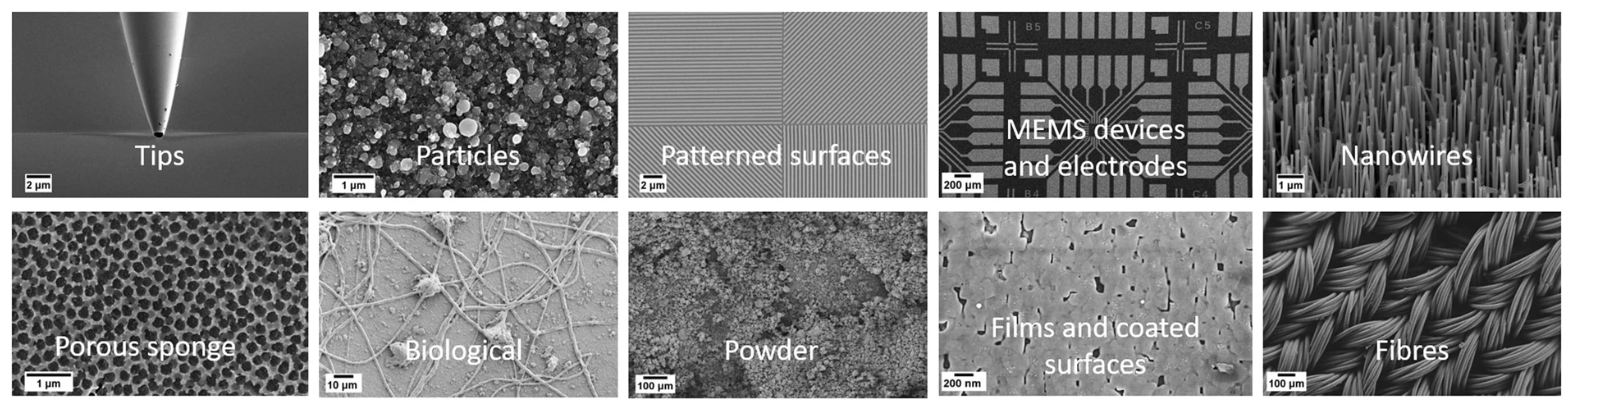 Tips
2 µm
Particles
1 µm
Patterned surfaces
2 µm
B5
C5
MEMS devices
and electrodes
200 µm
B4
C4
Nanowires
1 µm
Porous sponge
1 µm
Biological
10 µm
Powder
100 µm
Films and coated
surfaces
200 nm
Fibres
100 µm